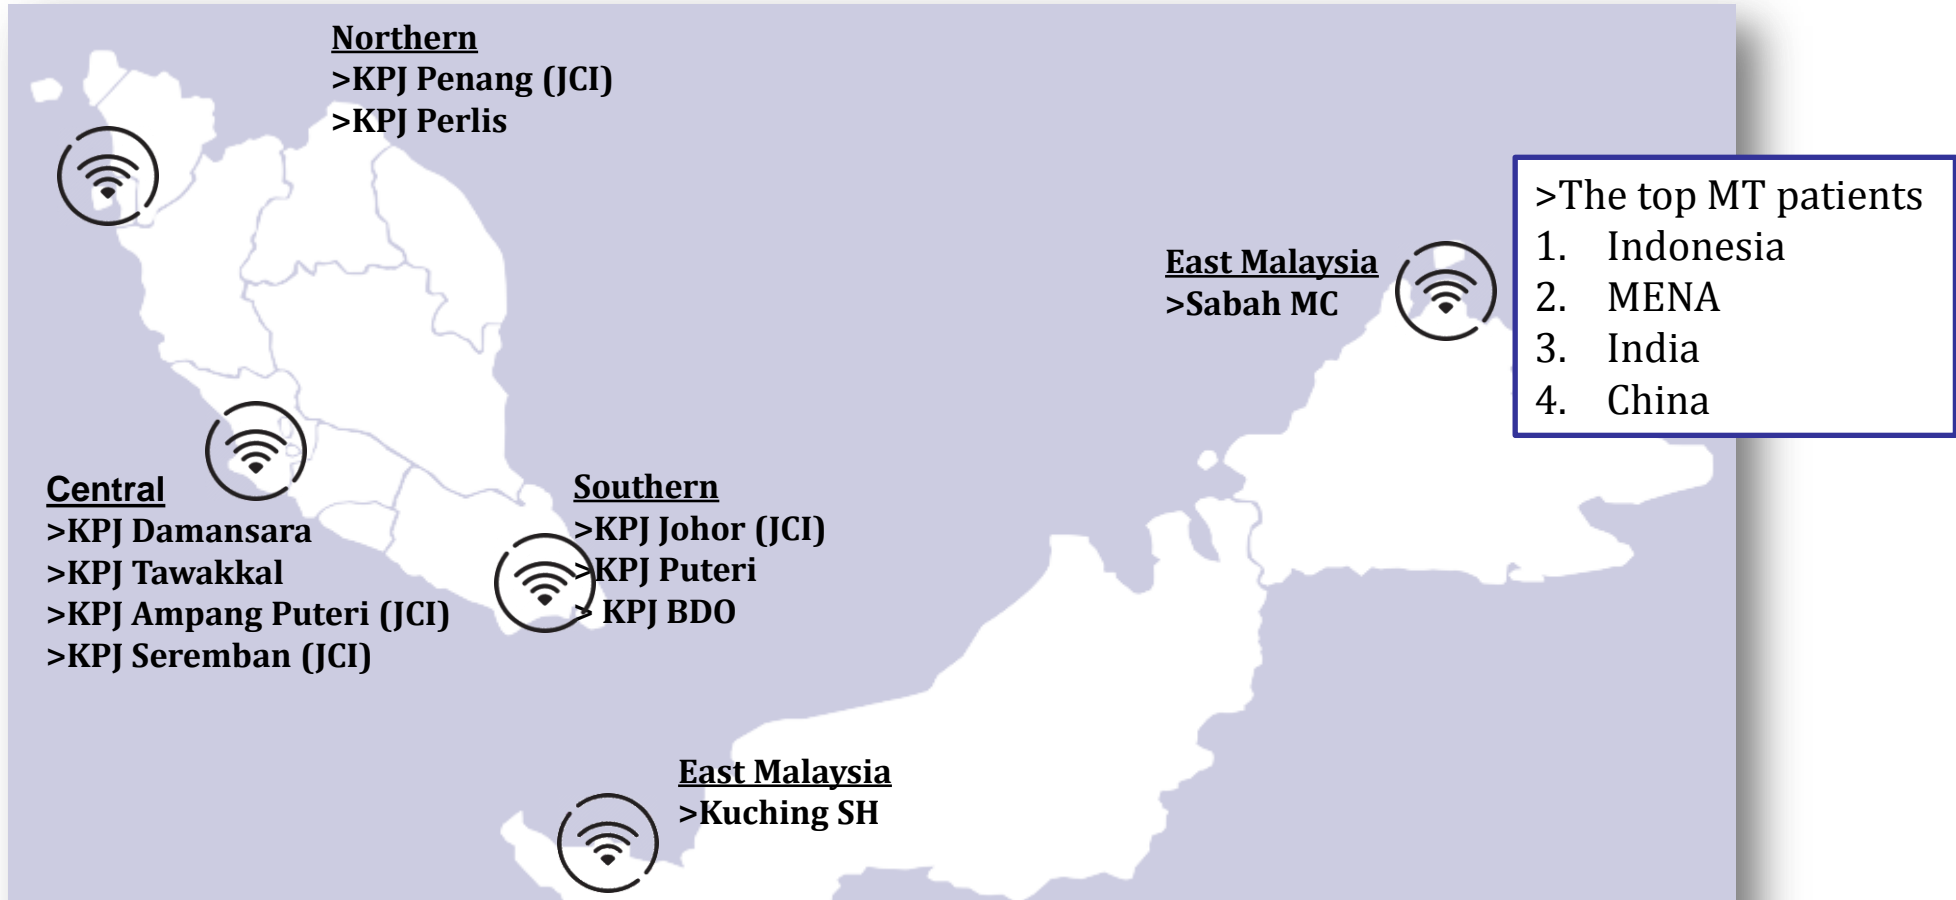 Northern
>KPJ Penang (JCI)
>KPJ Perlis
>The top MT patients
1. Indonesia
2. MENA
3. India
4. China
East Malaysia
>Sabah MC
Central
>KPJ Damansara
>KPJ Tawakkal
>KPJ Ampang Puteri (JCI)
>KPJ Seremban (JCI)
Southern
>KPJ Johor (JCI)
>KPJ Puteri
> KPJ BDO
East Malaysia
>Kuching SH